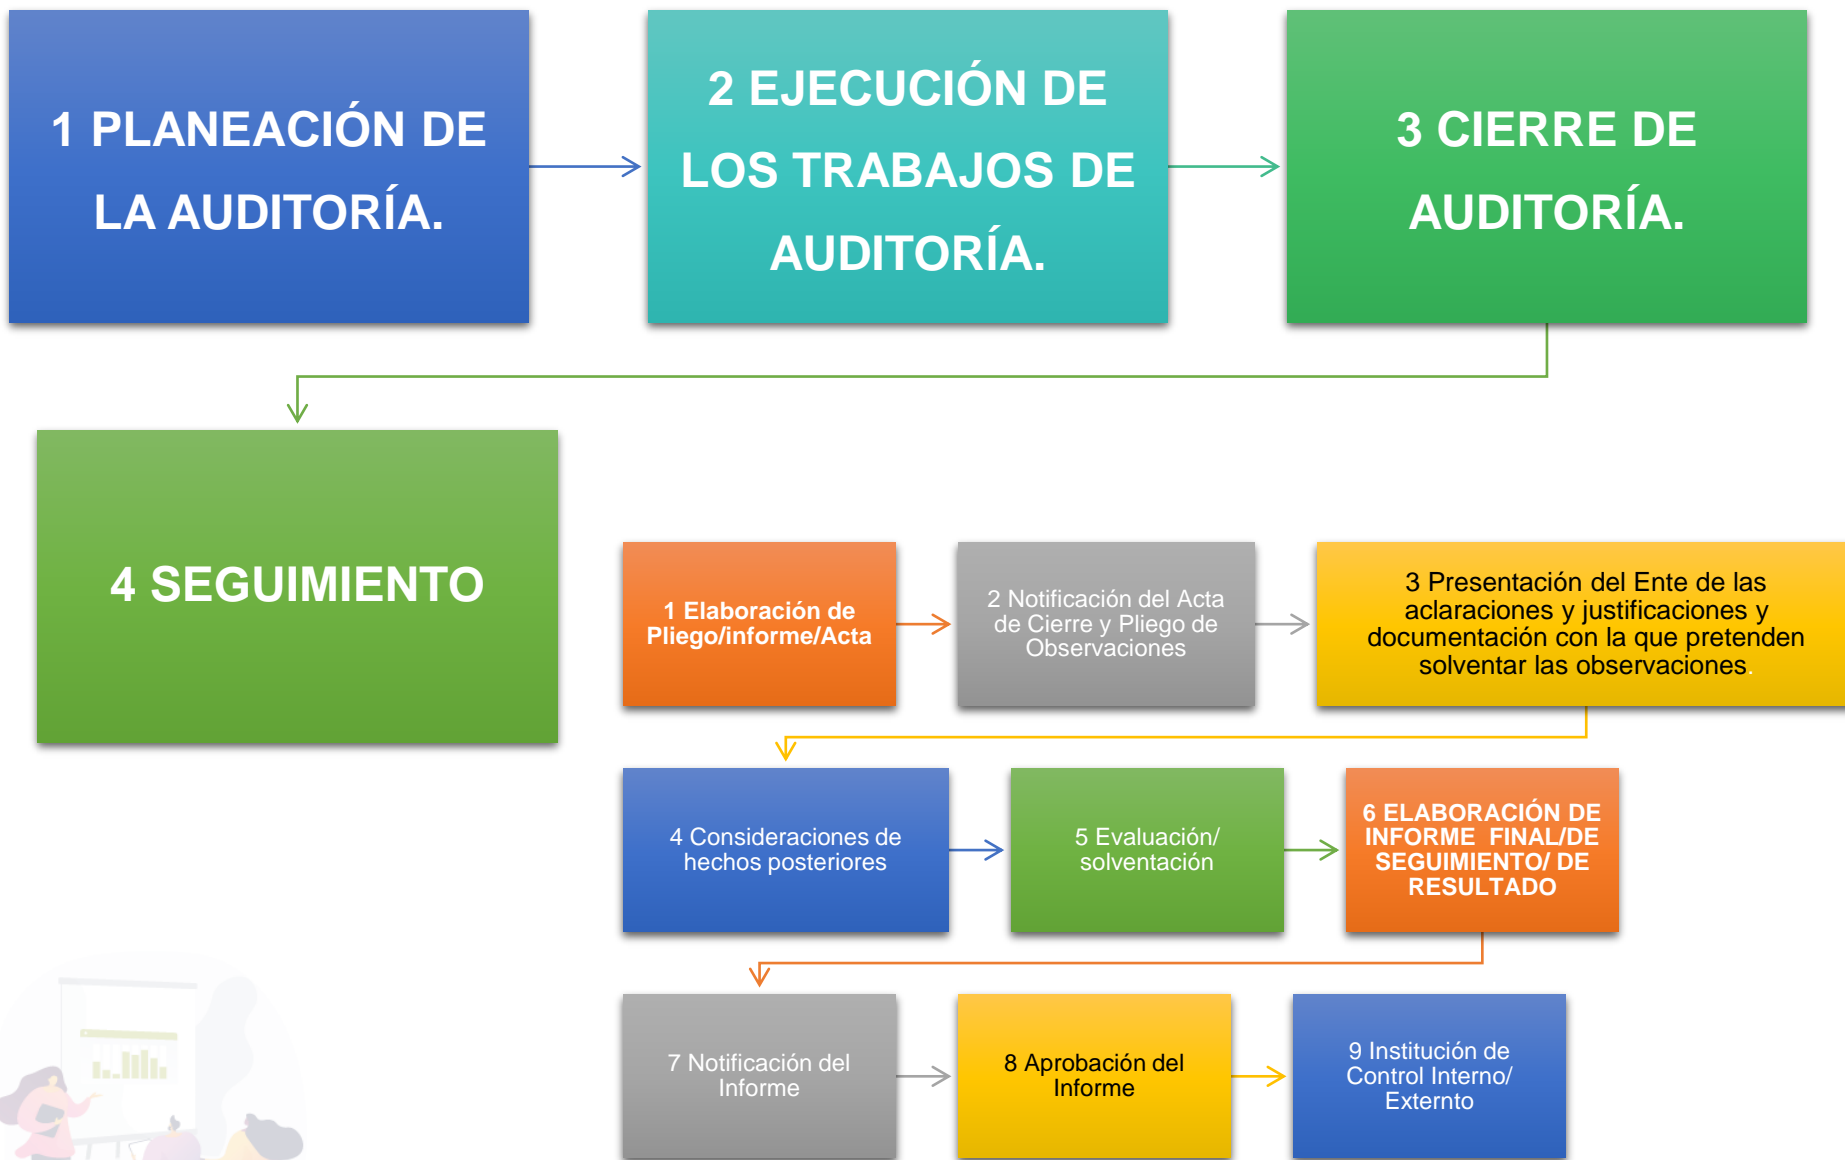 1 PLANEACIÓN DE
LA AUDITORÍA.
2 EJECUCIÓN DE
LOS TRABAJOS DE
AUDITORÍA.
3 CIERRE DE
AUDITORÍA.
4 SEGUIMIENTO
1 Elaboración de
Pliego/informe/Acta
2 Notificación del Acta
de Cierre y Pliego de
Observaciones
3 Presentación del Ente de las
aclaraciones y justificaciones y
documentación con la que pretenden
solventar las observaciones.
4 Consideraciones de
hechos posteriores
5 Evaluación/
solventación
6 ELABORACIÓN DE
INFORME FINAL/DE
SEGUIMIENTO/ DE
RESULTADO
7 Notificación del
Informe
8 Aprobación del
Informe
9 Institución de
Control Interno/
Externto